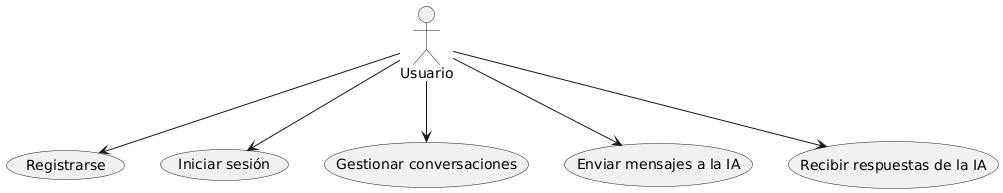 Usuario
Registrarse
Iniciar sesión
Gestionar conversaciones
Enviar mensajes a la IA
Recibir respuestas de la IA